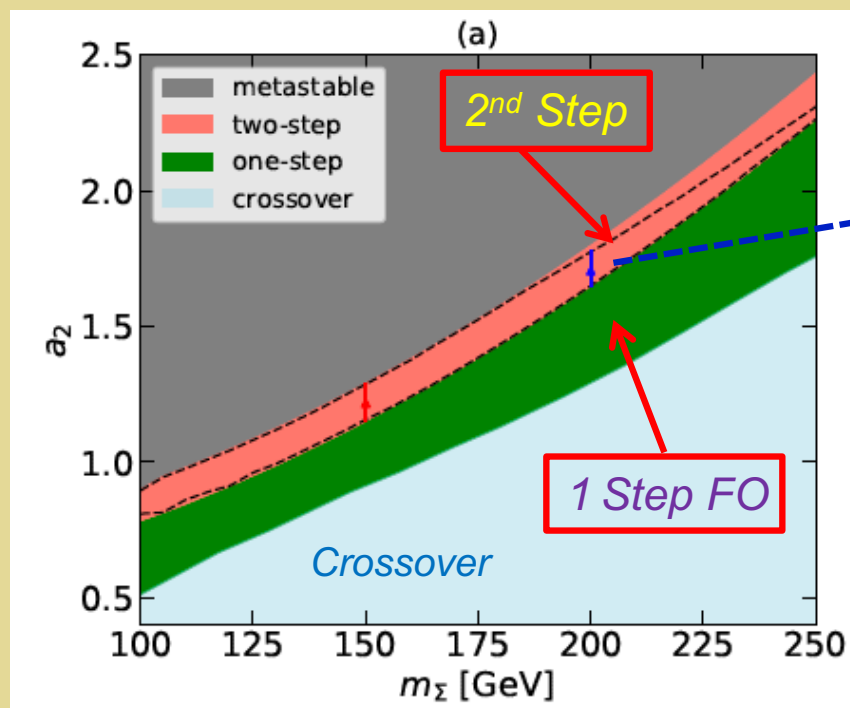 (a)
2.5
metastable
two-step
one-step
crossover
2nd Step
2.0
1.5
a2
1.0
1 Step FO
Crossover
0.5
100 125 150 175 200 225 250
mΣ [GeV]